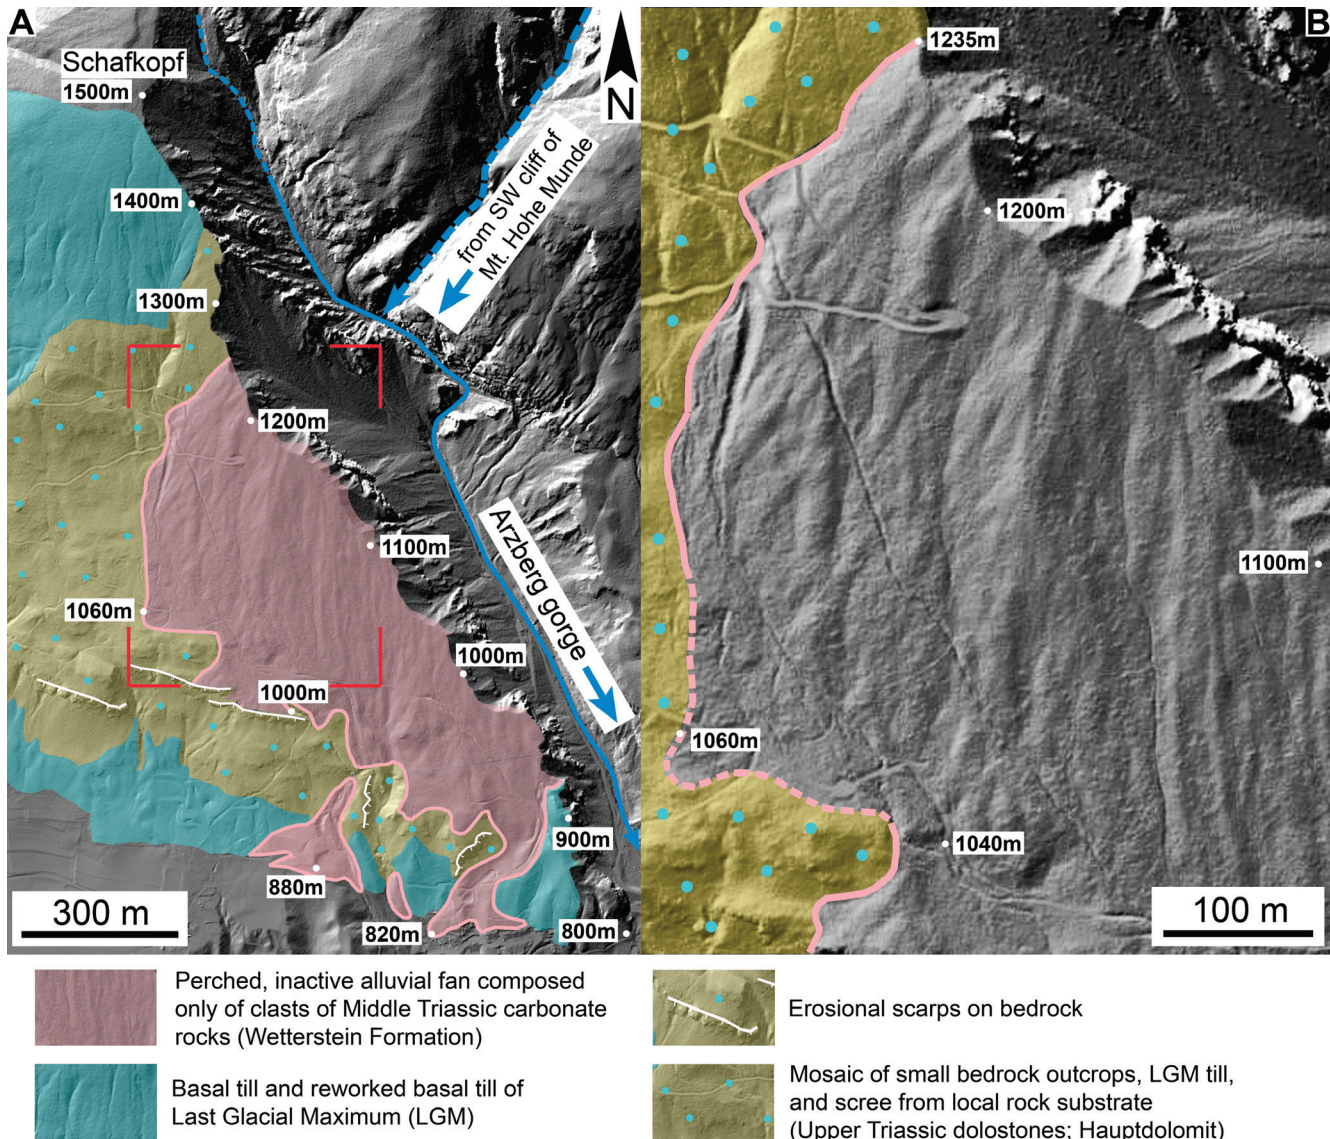 A
B
Schafkopf
1500m
N
1235m
from SW cliff of
Mt. Hohe Munde
1400m
1200m
1300m
1200m
Arzberg gorge
1100m
1100m
1060m
1000m
1000m
1060m
900m
1040m
880m
300 m
820m
800m
100 m
Perched, inactive alluvial fan composed
only of clasts of Middle Triassic carbonate
rocks (Wetterstein Formation)
Basal till and reworked basal till of
Last Glacial Maximum (LGM)
Erosional scarps on bedrock
Mosaic of small bedrock outcrops, LGM till,
and scree from local rock substrate
(Upper Triassic dolostones; Hauptdolomit)